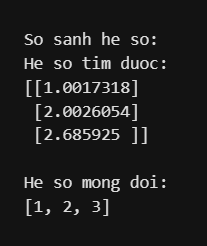 So sanh he so:
He so tim duoc:
[[1.0017318]
 [2.0026054]
 [2.685925 ]]
He so mong doi:
[1, 2, 3]